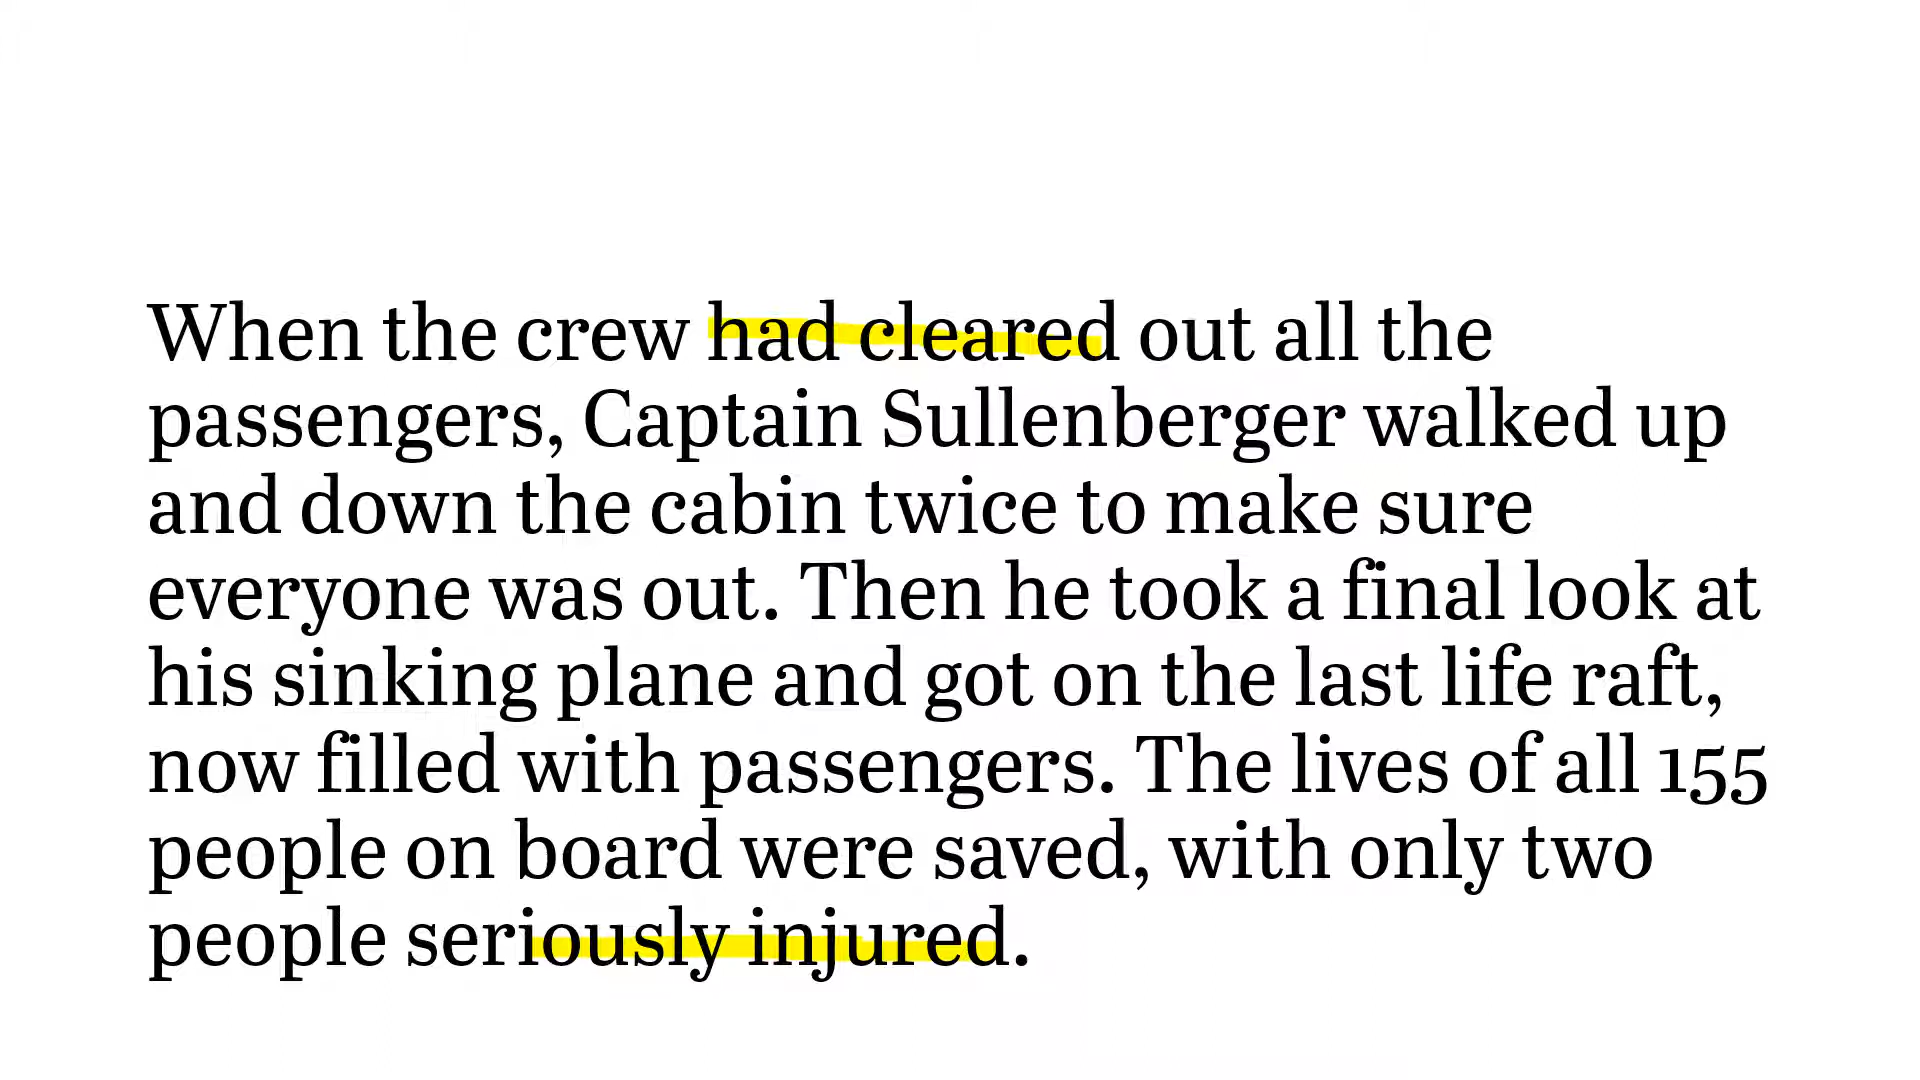 When the crew had cleared out all the
passengers, Captain Sullenberger walked up
and down the cabin twice to make sure
everyone was out. Then he took a final look at
his sinking plane and got on the last life raft,
now filled with passengers. The lives of all 155
people on board were saved, with only two
people seriously injured.